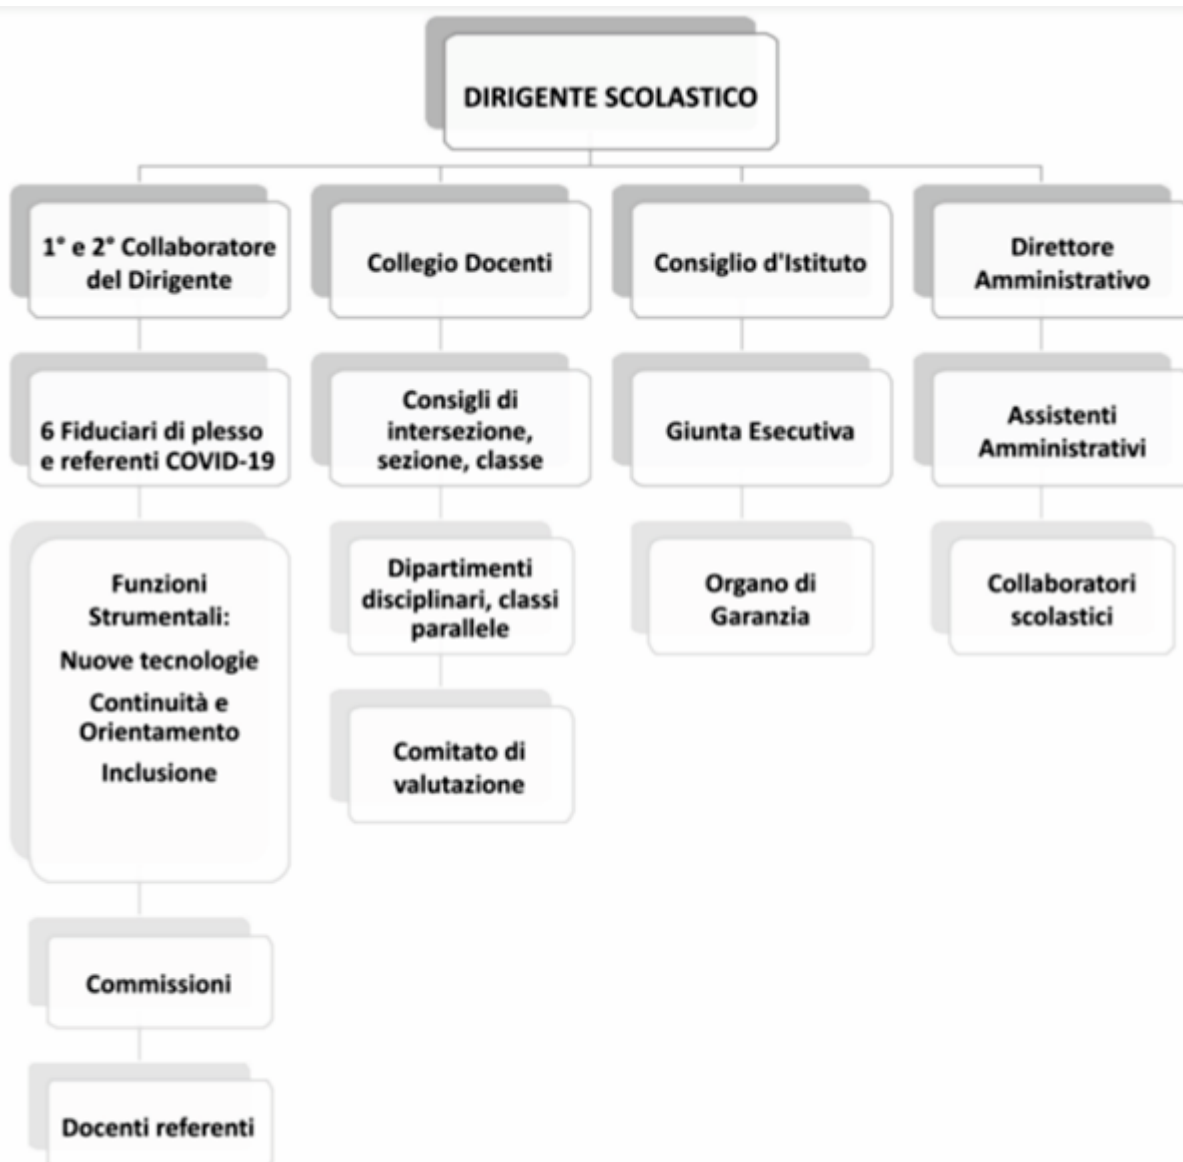 DIRIGENTE SCOLASTICO
1° e 2° Collaboratore
del Dirigente
Collegio Docenti
Consiglio d'Istituto
Direttore
Amministrativo
6 Fiduciari di plesso
e referenti COVID-19
Consigli di
intersezione,
sezione, classe
Giunta Esecutiva
Assistenti
Amministrativi
Funzioni
Strumentali:
Nuove tecnologie
Continuità e
Orientamento
Inclusione
Dipartimenti
disciplinari, classi
parallele
Organo di
Garanzia
Collaboratori
scolastici
Comitato di
valutazione
Commissioni
Docenti referenti